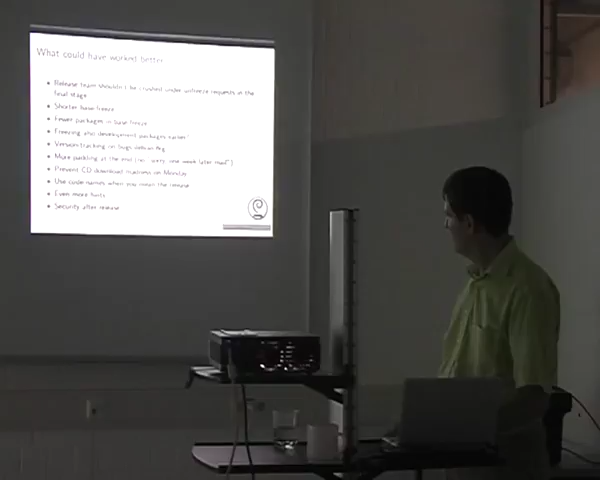 What could have worked better
Release team shouldn't be crushed under unfreeze requests in the
final stage
Shorter base freeze
Fewer packages in base freeze
Freezing also development packages earlier
Version-tracking on bugs.debian.org
More padding at the end (no "sorry, one week later mail")
Prevent CD download madness on Monday
Use code names when you mean the release
Even more hints
Security after release